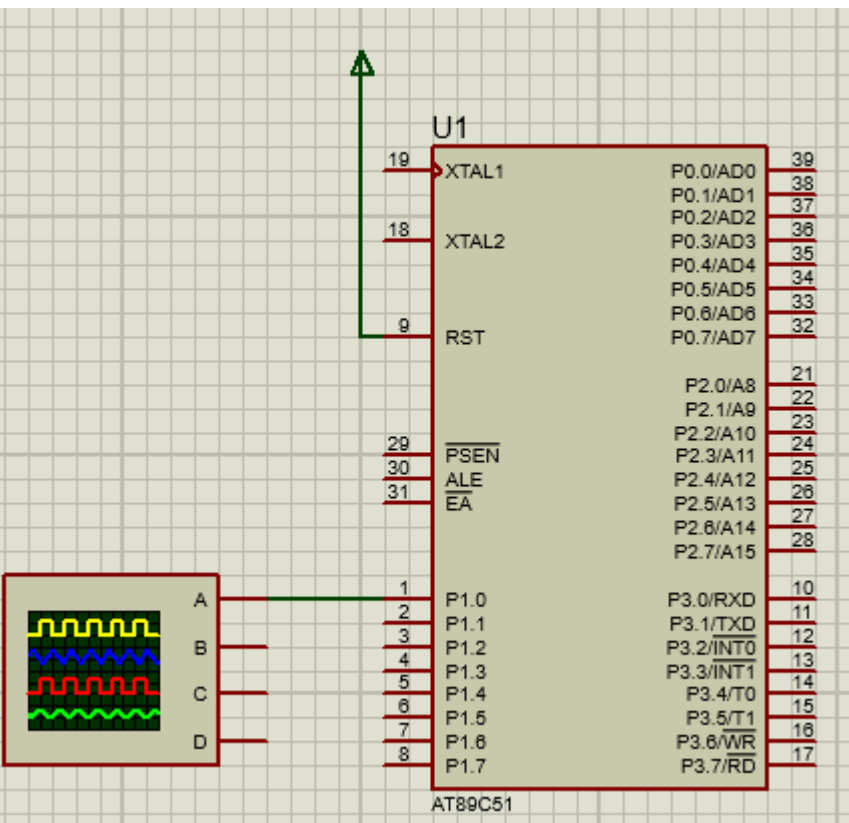 U1
19 XTAL1
18 XTAL2
9 RST
29 PSEN
30 ALE
31 EA
1 P1.0
2 P1.1
3 P1.2
4 P1.3
5 P1.4
6 P1.5
7 P1.6
8 P1.7
P0.0/AD0 39
P0.1/AD1 38
P0.2/AD2 37
P0.3/AD3 36
P0.4/AD4 35
P0.5/AD5 34
P0.6/AD6 33
P0.7/AD7 32
P2.0/A8 21
P2.1/A9 22
P2.2/A10 23
P2.3/A11 24
P2.4/A12 25
P2.5/A13 26
P2.6/A14 27
P2.7/A15 28
P3.0/RXD 10
P3.1/TXD 11
P3.2/INT0 12
P3.3/INT1 13
P3.4/T0 14
P3.5/T1 15
P3.6/WR 16
P3.7/RD 17
AT89C51
A
B
C
D